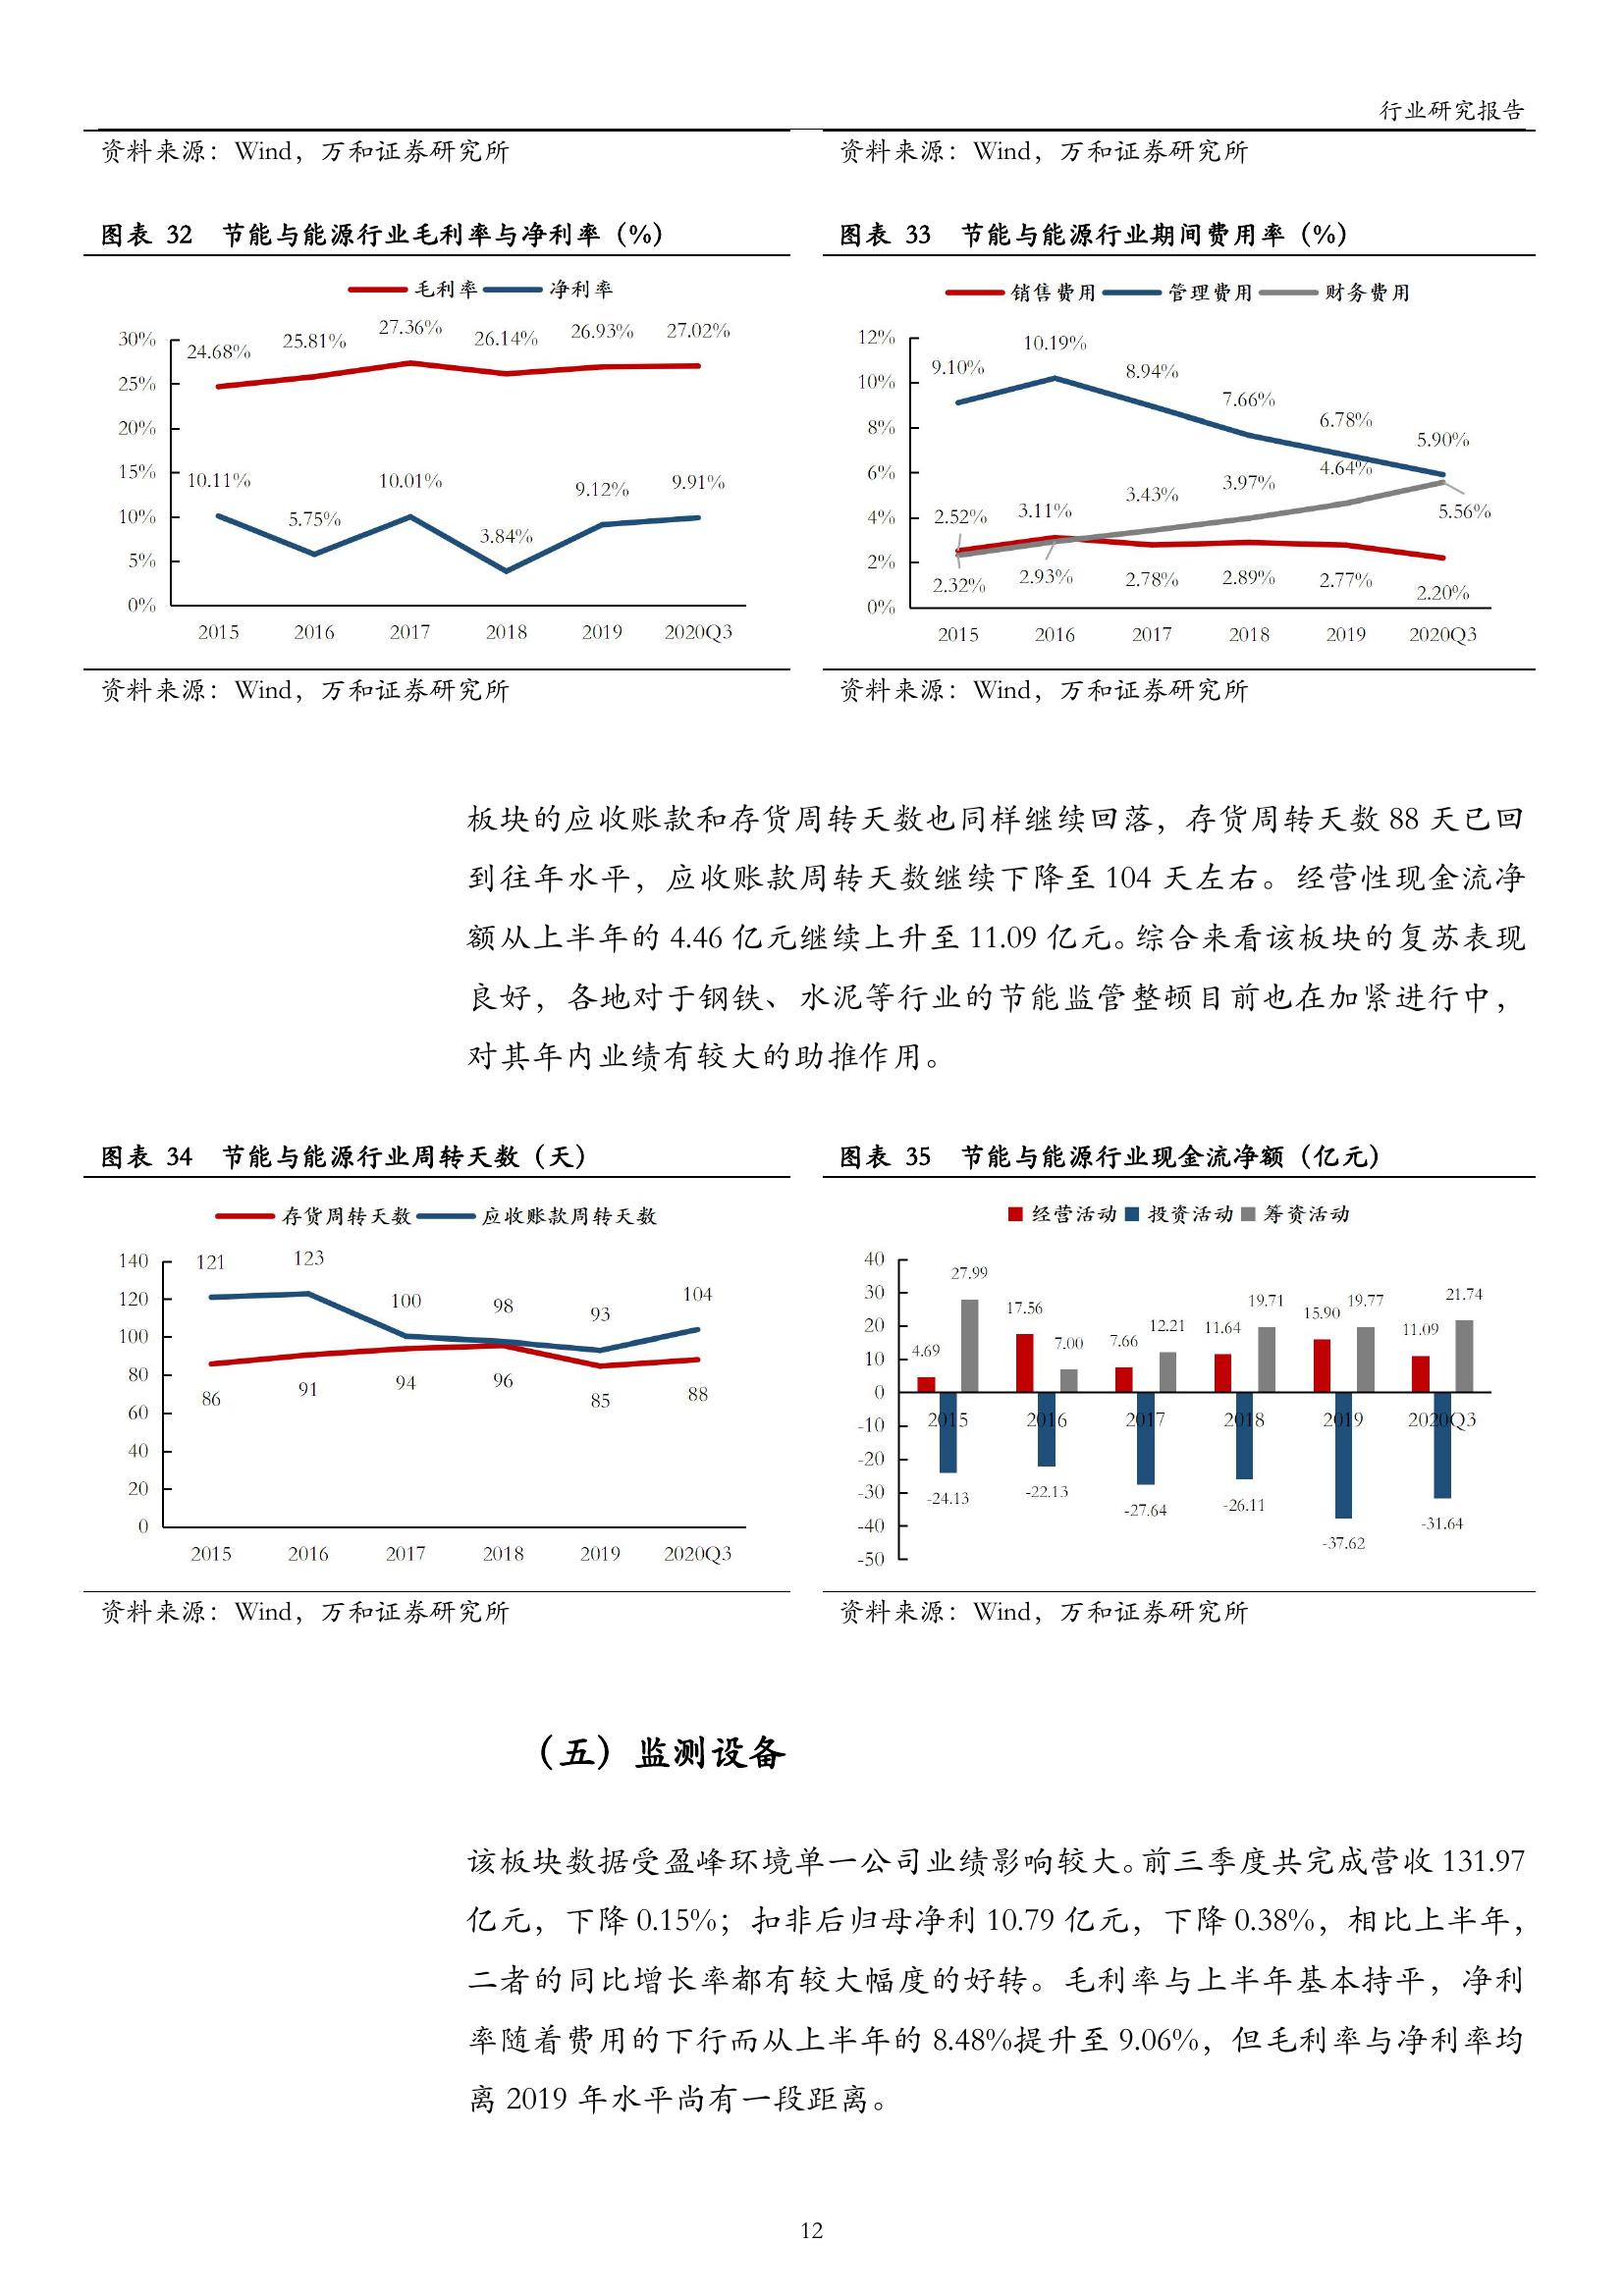 行业研究报告
资料来源：Wind，万和证券研究所
资料来源：Wind，万和证券研究所
图表 32 节能与能源行业毛利率与净利率（%）
毛利率 净利率
30%
25%
20%
15%
10%
5%
0%
24.68% 25.81% 27.36% 26.14% 26.93% 27.02%
10.11% 5.75% 10.01% 3.84% 9.12% 9.91%
2015 2016 2017 2018 2019 2020Q3
资料来源：Wind，万和证券研究所
图表 33 节能与能源行业期间费用率（%）
销售费用 管理费用 财务费用
12%
10%
8%
6%
4%
2%
0%
9.10% 10.19% 8.94% 7.66% 6.78% 5.90%
2.52% 3.11% 3.43% 3.97% 4.64% 5.56%
2.32% 2.93% 2.78% 2.89% 2.77% 2.20%
2015 2016 2017 2018 2019 2020Q3
资料来源：Wind，万和证券研究所
板块的应收账款和存货周转天数也同样继续回落，存货周转天数 88 天已回
到往年水平，应收账款周转天数继续下降至 104 天左右。经营性现金流净
额从上半年的 4.46 亿元继续上升至 11.09 亿元。综合来看该板块的复苏表现
良好，各地对于钢铁、水泥等行业的节能监管整顿目前也在加紧进行中，
对其年内业绩有较大的助推作用。
图表 34 节能与能源行业周转天数（天）
存货周转天数 应收账款周转天数
140
120
100
80
60
40
20
0
121 123 100 98 93 104
86 91 94 96 85 88
2015 2016 2017 2018 2019 2020Q3
资料来源：Wind，万和证券研究所
图表 35 节能与能源行业现金流净额（亿元）
经营活动 投资活动 筹资活动
40
30
20
10
0
-10
-20
-30
-40
-50
4.69 27.99 17.56 7.00 7.66 12.21 11.64 19.71 15.90 19.77 11.09 21.74
2015 2016 2017 2018 2019 2020Q3
-24.13 -22.13 -27.64 -26.11 -37.62 -31.64
资料来源：Wind，万和证券研究所
（五）监测设备
该板块数据受盈峰环境单一公司业绩影响较大。前三季度共完成营收 131.97
亿元，下降 0.15%；扣非后归母净利 10.79 亿元，下降 0.38%，相比上半年，
二者的同比增长率都有较大幅度的好转。毛利率与上半年基本持平，净利
率随着费用的下行而从上半年的 8.48%提升至 9.06%，但毛利率与净利率均
离 2019 年水平尚有一段距离。
12